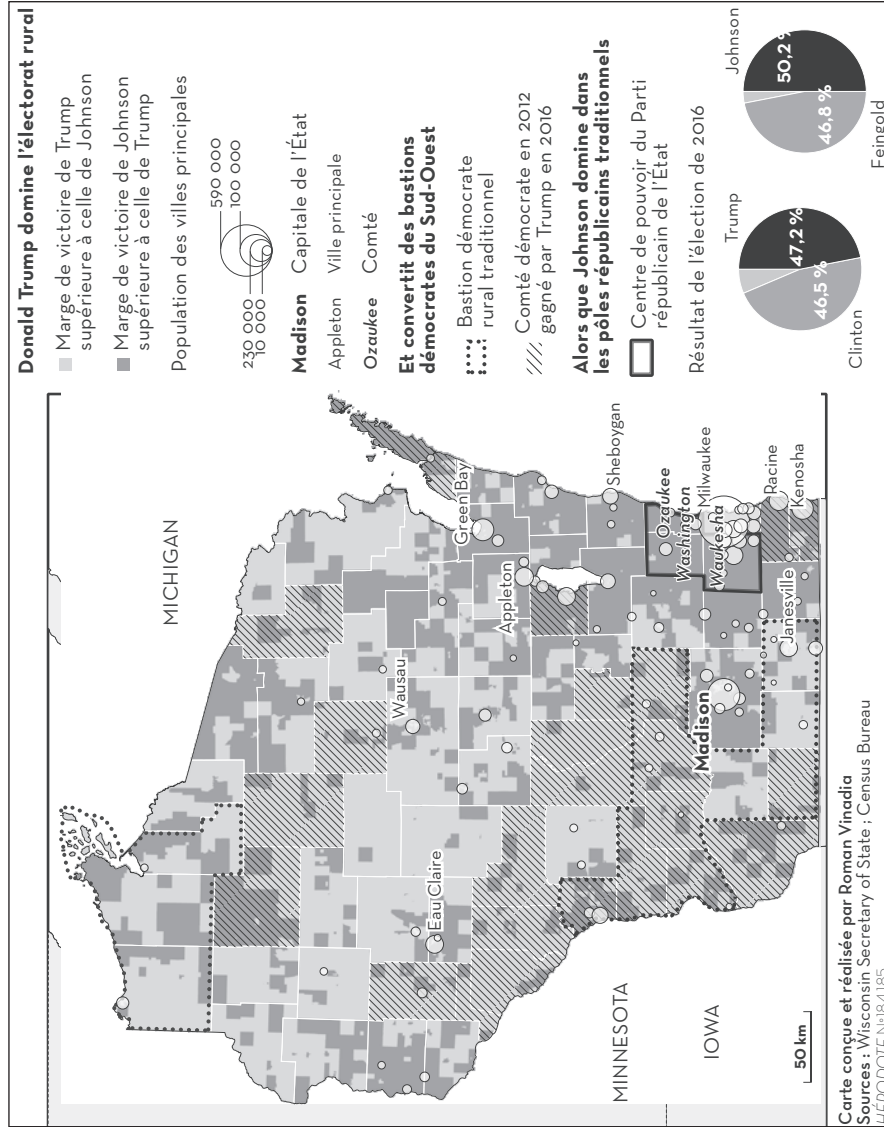 Donald Trump domine l'électorat rural
Marge de victoire de Trump
supérieure à celle de Johnson
Marge de victoire de Johnson
supérieure à celle de Trump
Population des villes principales
590 000
100 000
230 000
10 000
Madison Capitale de l'État
Appleton Ville principale
Ozaukee Comté
Et convertit des bastions
démocrates du Sud-Ouest
Bastion démocrate
rural traditionnel
Comté démocrate en 2012
gagné par Trump en 2016
Alors que Johnson domine dans
les pôles républicains traditionnels
Centre de pouvoir du Parti
républicain de l'État
Résultat de l'élection de 2016
Trump
47,2 %
46,5 %
Clinton
Johnson
50,2 %
46,8 %
Feingold
MICHIGAN
Green Bay
Appleton
Wausau
Eau Claire
Sheboygan
Ozaukee
Washington
Milwaukee
Waukesha
Racine
Kenosha
Janesville
Madison
MINNESOTA
IOWA
50 km
Carte conçue et réalisée par Roman Vinadia
Sources : Wisconsin Secretary of State ; Census Bureau
HÉRODOTE N°184185